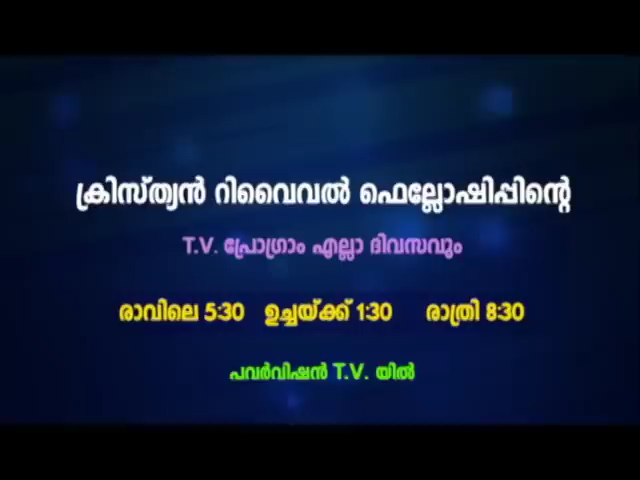 ക്രിസ്ത്യൻ റിവൈവൽ ഫെല്ലോഷിപ്പിന്റെ
T.V. പ്രോഗ്രാം എല്ലാ ദിവസവും
രാവിലെ 5:30 ഉച്ചയ്ക്ക് 1:30 രാത്രി 8:30
പവർവിഷൻ T.V. യിൽ